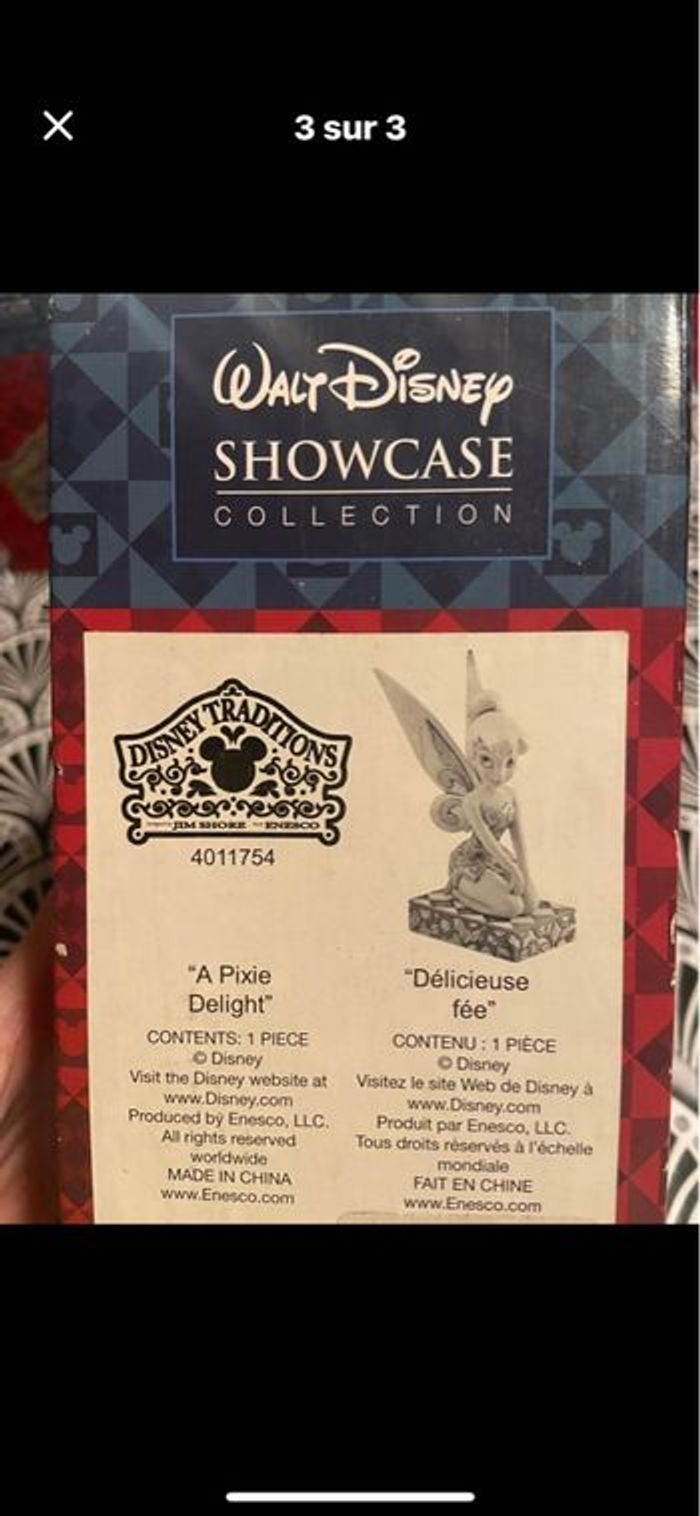 3 sur 3
WALT DISNEY
SHOWCASE
COLLECTION
DISNEY TRADITIONS
JIM SHORE
ENESCO
4011754
"A Pixie
Delight"
CONTENTS: 1 PIECE
© Disney
Visit the Disney website at
www.Disney.com
Produced by Enesco, LLC.
All rights reserved
worldwide
MADE IN CHINA
www.Enesco.com
"Délicieuse
fée"
CONTENU : 1 PIÈCE
© Disney
Visitez le site Web de Disney à
www.Disney.com
Produit par Enesco, LLC.
Tous droits réservés à l'échelle
mondiale
FAIT EN CHINE
www.Enesco.com